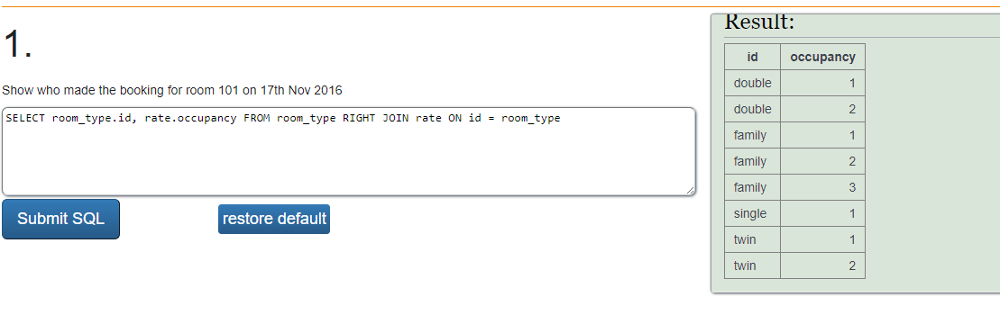 1.
Show who made the booking for room 101 on 17th Nov 2016
SELECT room_type.id, rate.occupancy FROM room_type RIGHT JOIN rate ON id = room_type
Submit SQL restore default
Result:
id occupancy
double 1
double 2
family 1
family 2
family 3
single 1
twin 1
twin 2